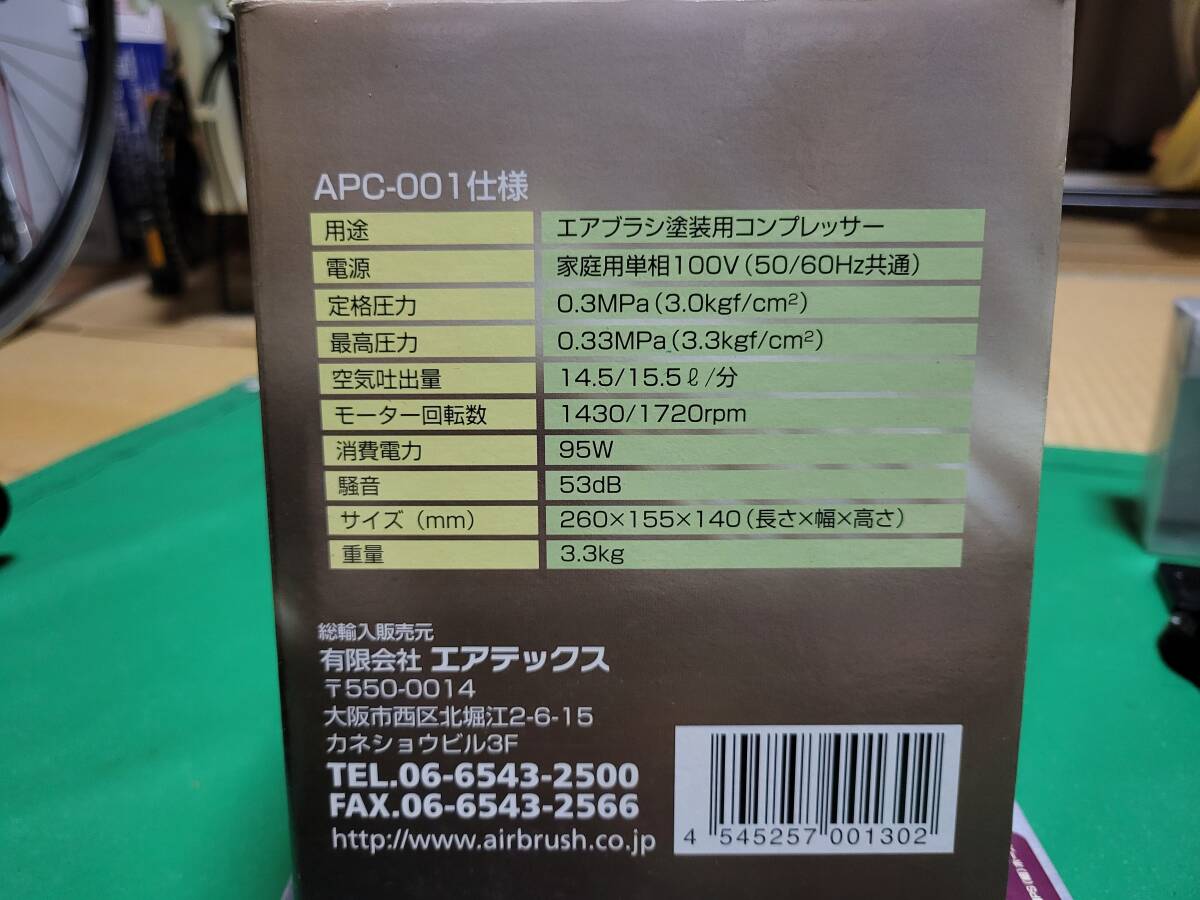 APC-001仕様
用途 エアブラシ塗装用コンプレッサー
電源 家庭用単相100V(50/60Hz共通)
定格圧力 0.3MPa(3.0kgf/cm²)
最高圧力 0.33MPa(3.3kgf/cm²)
空気吐出量 14.5/15.5ℓ/分
モーター回転数 1430/1720rpm
消費電力 95W
騒音 53dB
サイズ(mm) 260×155×140(長さ×幅×高さ)
重量 3.3kg
総輸入販売元
有限会社 エアテックス
〒550-0014
大阪市西区北堀江2-6-15
カネショウビル3F
TEL.06-6543-2500
FAX.06-6543-2566
http://www.airbrush.co.jp
4 545257 001302